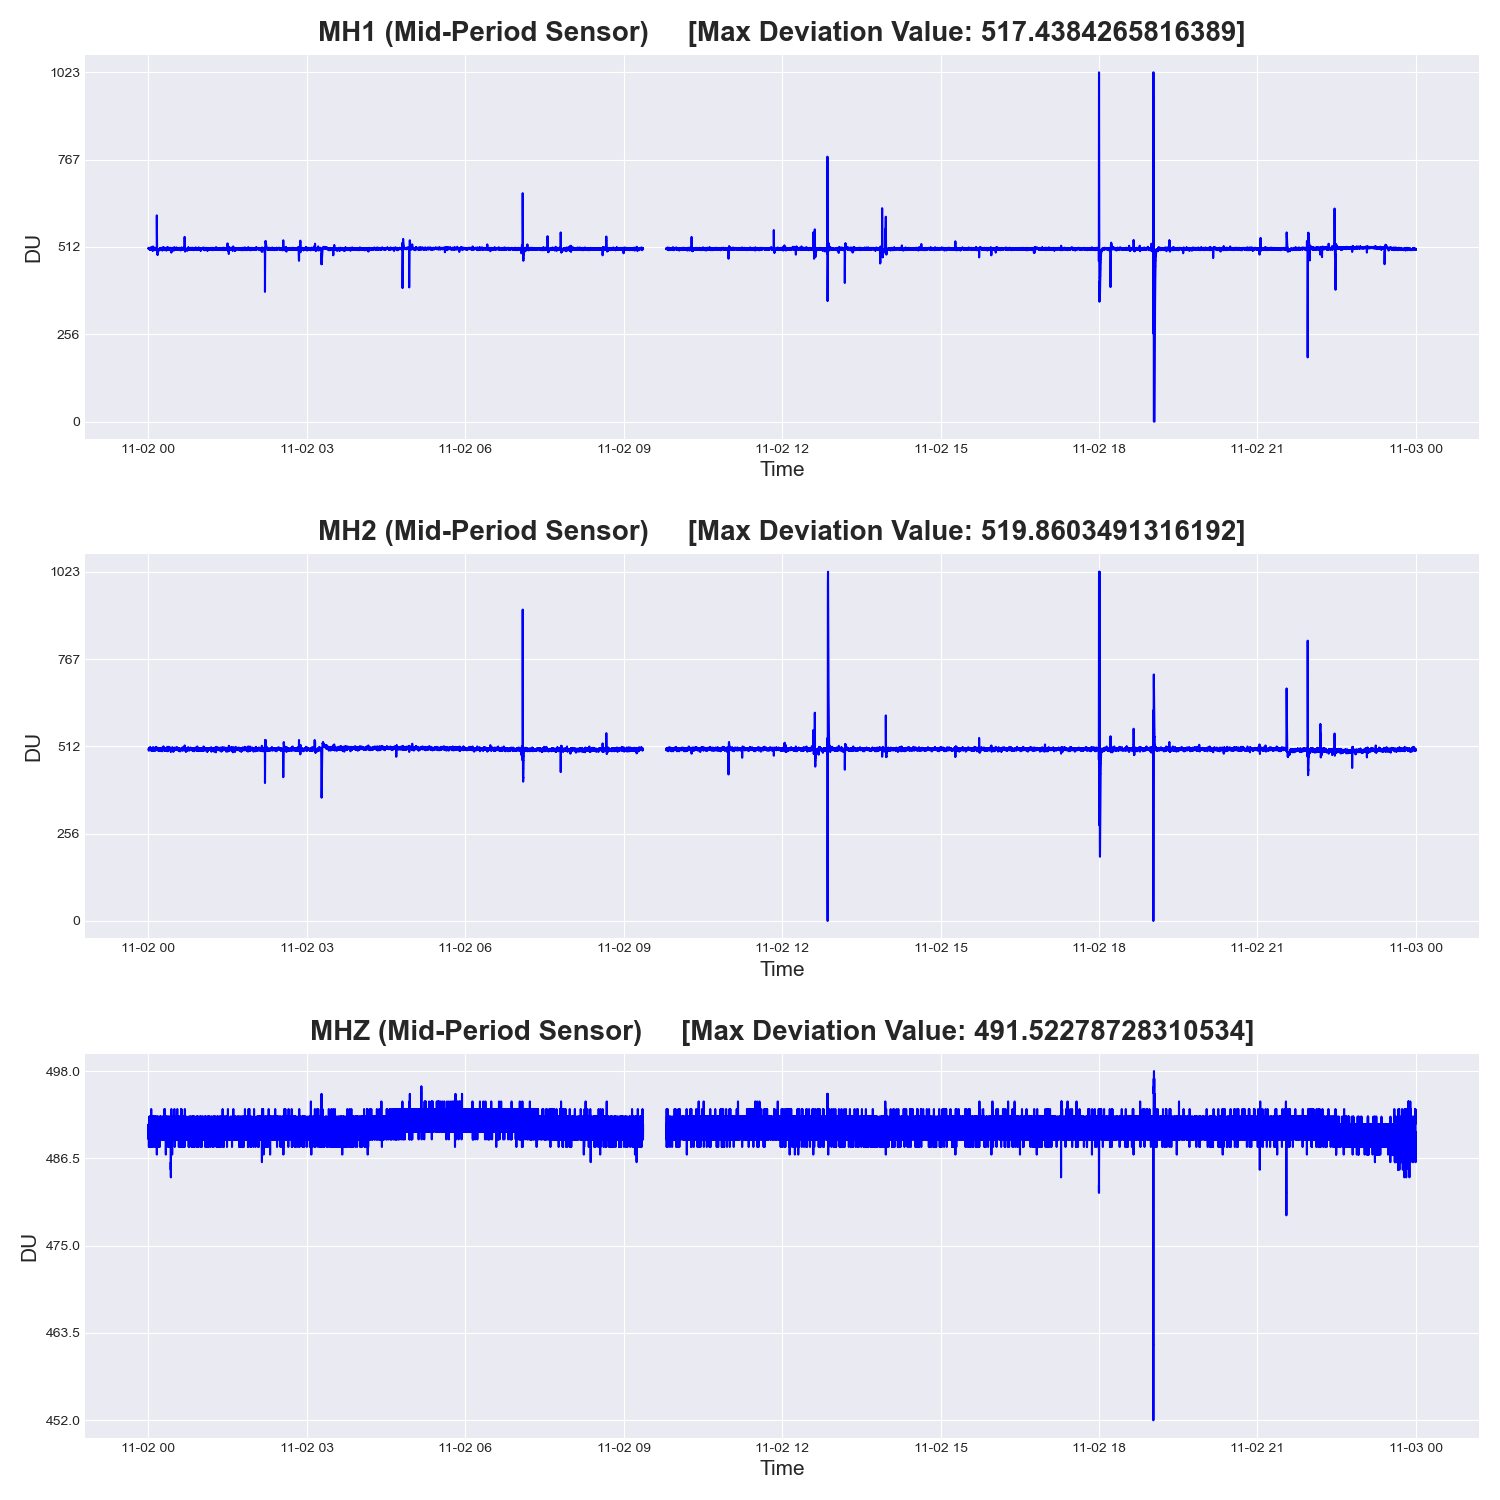 MH1 (Mid-Period Sensor) [Max Deviation Value: 517.4384265816389]
1023
767
512
256
0
DU
11-02 00 11-02 03 11-02 06 11-02 09 11-02 12 11-02 15 11-02 18 11-02 21 11-03 00
Time
MH2 (Mid-Period Sensor) [Max Deviation Value: 519.8603491316192]
1023
767
512
256
0
DU
11-02 00 11-02 03 11-02 06 11-02 09 11-02 12 11-02 15 11-02 18 11-02 21 11-03 00
Time
MHZ (Mid-Period Sensor) [Max Deviation Value: 491.52278728310534]
498.0
486.5
475.0
463.5
452.0
DU
11-02 00 11-02 03 11-02 06 11-02 09 11-02 12 11-02 15 11-02 18 11-02 21 11-03 00
Time